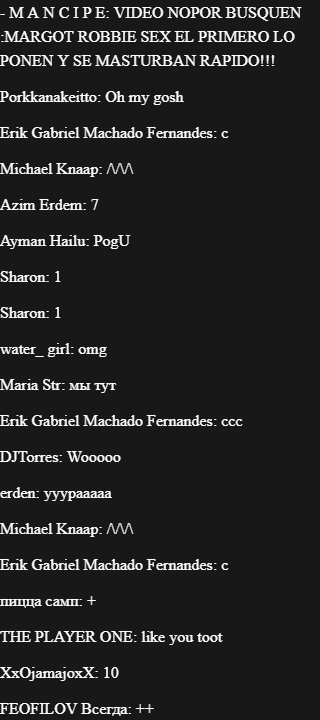 - M A N C I P E: VIDEO NOPOR BUSQUEN
:MARGOT ROBBIE SEX EL PRIMERO LO
PONEN Y SE MASTURBAN RAPIDO!!!
Porkkanakeitto: Oh my gosh
Erik Gabriel Machado Fernandes: c
Michael Knaap: /\/\/\
Azim Erdem: 7
Ayman Hailu: PogU
Sharon: 1
Sharon: 1
water_ girl: omg
Maria Str: мы тут
Erik Gabriel Machado Fernandes: ccc
DJTorres: Wooooo
erden: yyypaaaaa
Michael Knaap: /\/\/\
Erik Gabriel Machado Fernandes: c
пицца самп: +
THE PLAYER ONE: like you toot
XxOjamajoxX: 10
FEOFILOV Всегда: ++